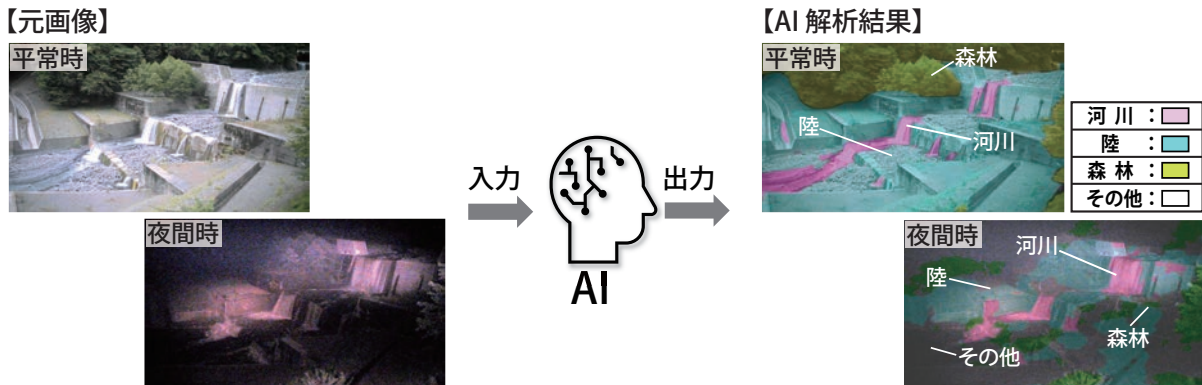 【元画像】
平常時
夜間時
入力
AI
出力
【AI 解析結果】
平常時
森林
陸
河川
河 川 ：
陸 ：
森 林 ：
その他：
夜間時
河川
陸
森林
その他